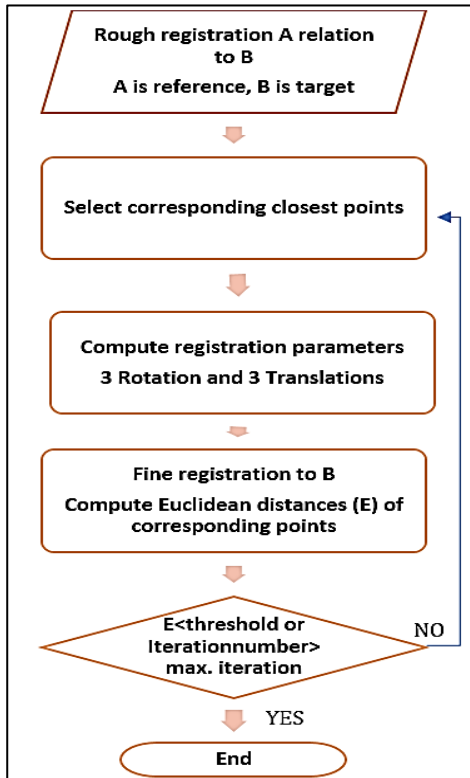 Rough registration A relation
to B
A is reference, B is target
Select corresponding closest points
Compute registration parameters
3 Rotation and 3 Translations
Fine registration to B
Compute Euclidean distances (E) of
corresponding points
E<threshold or
Iterationnumber>
max. iteration
NO
YES
End